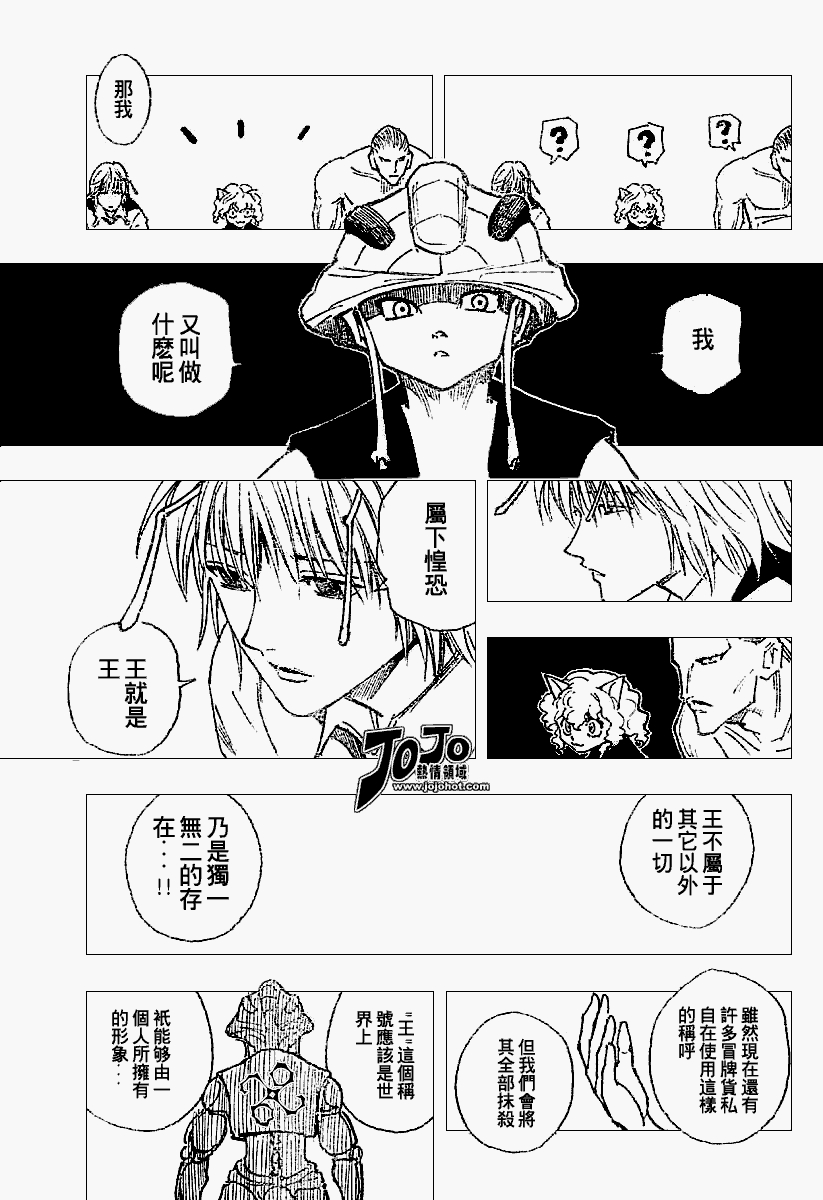 ?
?
?
那我
我
又叫做
什麽呢
屬下惶恐
王就是
王
JOJO
熱情領域
www.jojohot.com
王不屬于
其它以外
的一切
乃是獨一
無二的存
在…!!
雖然現在還有
許多冒牌貨私
自在使用這樣
的稱呼
但我們會將
其全部抹殺
"王"這個稱
號應該是世
界上
衹能够由一
個人所擁有
的形象…